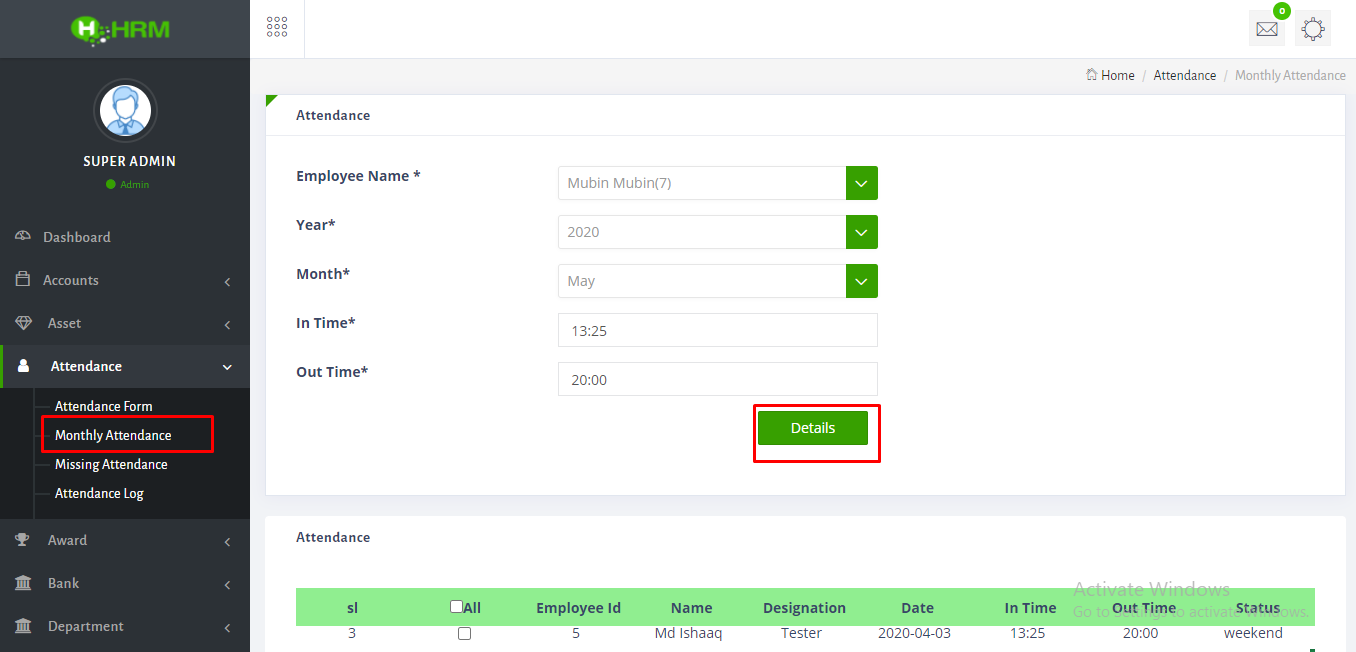 HRM
0
Home / Attendance / Monthly Attendance
SUPER ADMIN
Admin
Dashboard
Accounts
Asset
Attendance
Attendance Form
Monthly Attendance
Missing Attendance
Attendance Log
Award
Bank
Department
Attendance
Employee Name *
Mubin Mubin(7)
Year*
2020
Month*
May
In Time*
13:25
Out Time*
20:00
Details
Attendance
sl All Employee Id Name Designation Date In Time Out Time Status
3 5 Md Ishaaq Tester 2020-04-03 13:25 20:00 weekend
Activate Windows
Go to Settings to activate Windows.